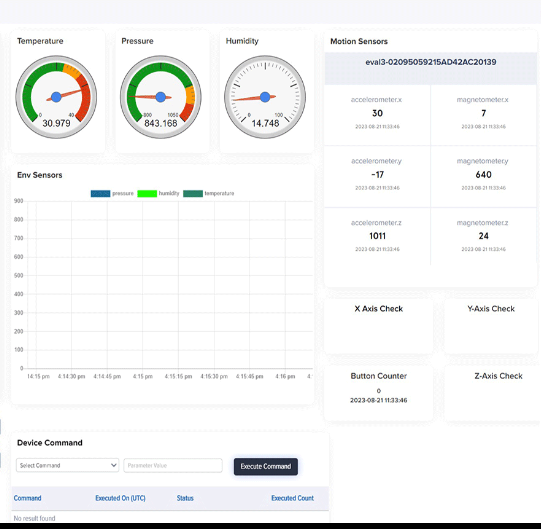 Temperature
0 40
30.979
Pressure
800 1050
843.168
Humidity
0 100
14.748
Motion Sensors
eval3-02095059215AD42AC20139
accelerometer.x
30
2023-08-21 11:33:46
magnetometer.x
7
2023-08-21 11:33:46
accelerometer.y
-17
2023-08-21 11:33:46
magnetometer.y
640
2023-08-21 11:33:46
accelerometer.z
1011
2023-08-21 11:33:46
magnetometer.z
24
2023-08-21 11:33:46
Env Sensors
pressure humidity temperature
900
800
700
600
500
400
300
200
100
0
4:14:15 pm 4:14:30 pm 4:14:45 pm 4:15 pm 4:15:15 pm 4:15:30 pm 4:15:45 pm 4:16 pm
X Axis Check
Y-Axis Check
Button Counter
0
2023-08-21 11:33:46
Z-Axis Check
Device Command
Select Command
Parameter Value
Execute Command
Command Executed On (UTC) Status Executed Count
No result found